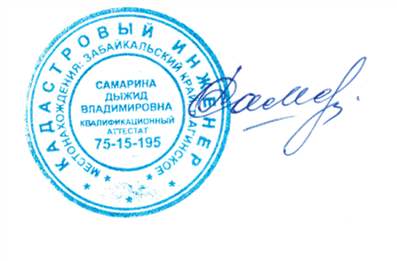 КАДАСТРОВЫЙ ИНЖЕНЕР
МЕСТОНАХОЖДЕНИЯ: ЗАБАЙКАЛЬСКИЙ КРАЙ АГИНСКОЕ
САМАРИНА
ДЫЖИД
ВЛАДИМИРОВНА
КВАЛИФИКАЦИОННЫЙ
АТТЕСТАТ
75-15-195